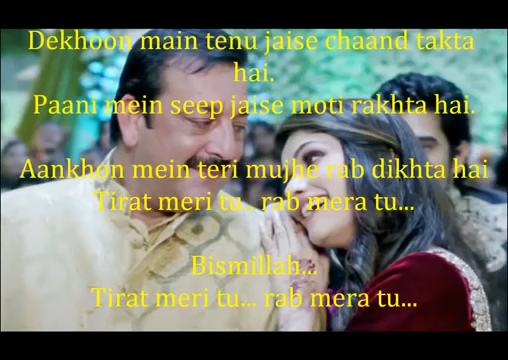 Dekhoon main tenu jaise chaand takta
hai.
Paani mein seep jaise moti rakhta hai.
Aankhon mein teri mujhe rab dikhta hai
Tirat meri tu.. rab mera tu...
Bismillah...
Tirat meri tu... rab mera tu...